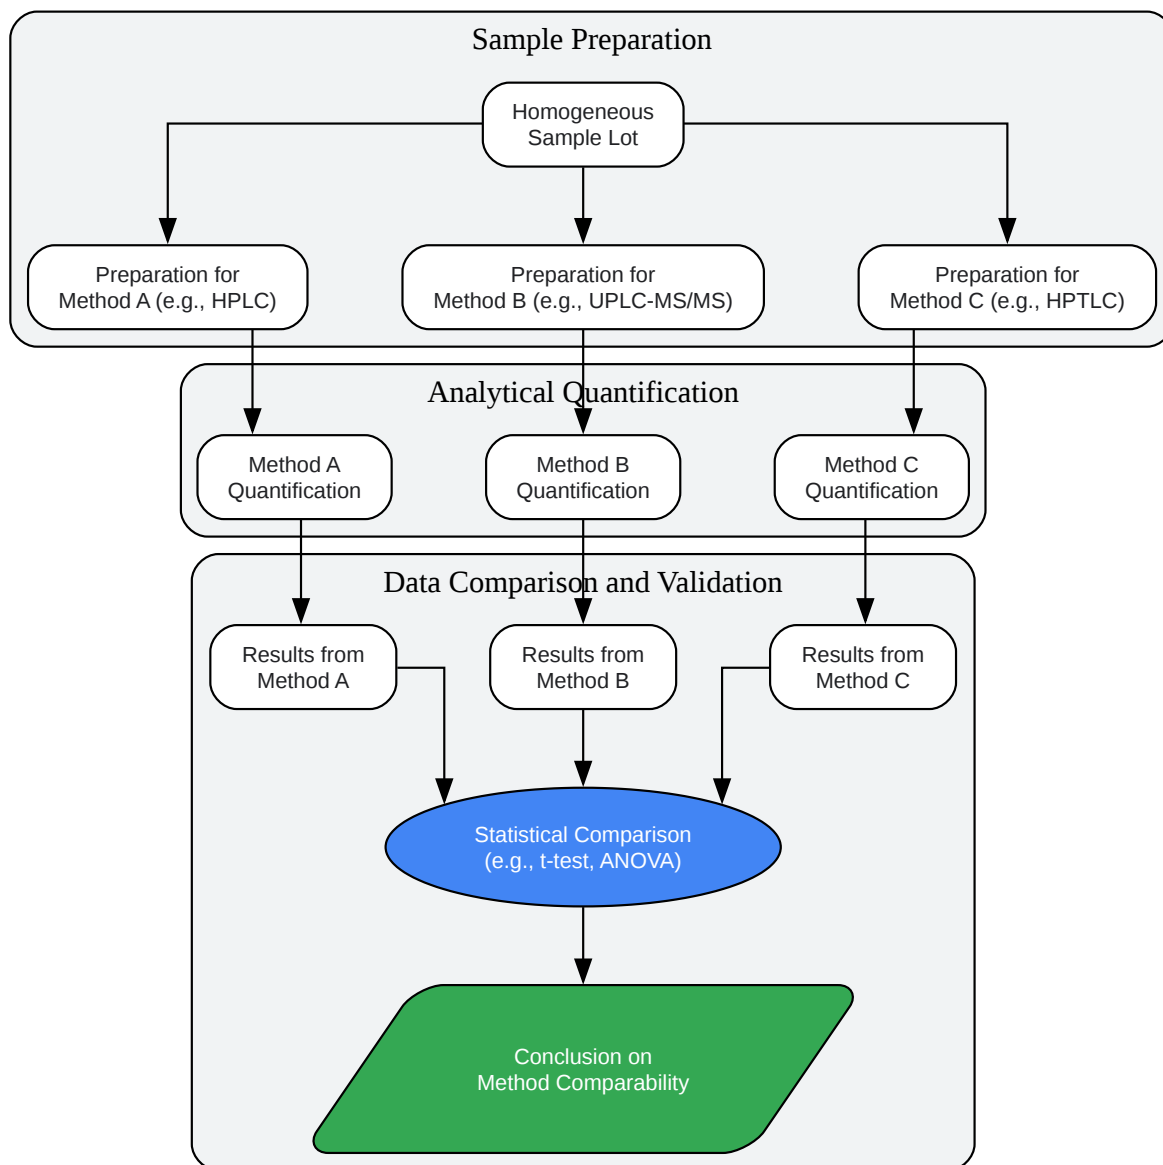 Sample Preparation
Homogeneous
Sample Lot
Preparation for
Method A (e.g., HPLC)
Preparation for
Method B (e.g., UPLC-MS/MS)
Preparation for
Method C (e.g., HPTLC)
Analytical Quantification
Method A
Quantification
Method B
Quantification
Method C
Quantification
Data Comparison and Validation
Results from
Method A
Results from
Method B
Results from
Method C
Statistical Comparison
(e.g., t-test, ANOVA)
Conclusion on
Method Comparability